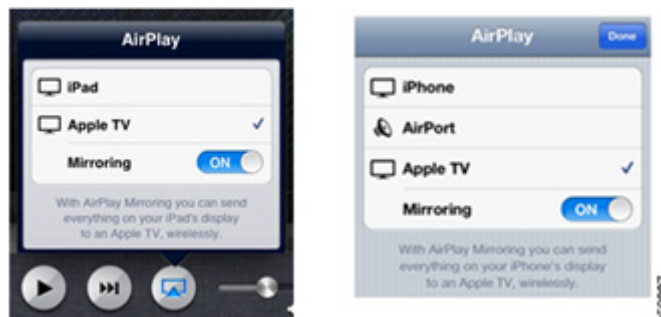 AirPlay
iPad
Apple TV
Mirroring ON
With AirPlay Mirroring you can send
everything on your iPad's display
to an Apple TV, wirelessly.
AirPlay Done
iPhone
AirPort
Apple TV
Mirroring ON
With AirPlay Mirroring you can send
everything on your iPhone's display
to an Apple TV, wirelessly.